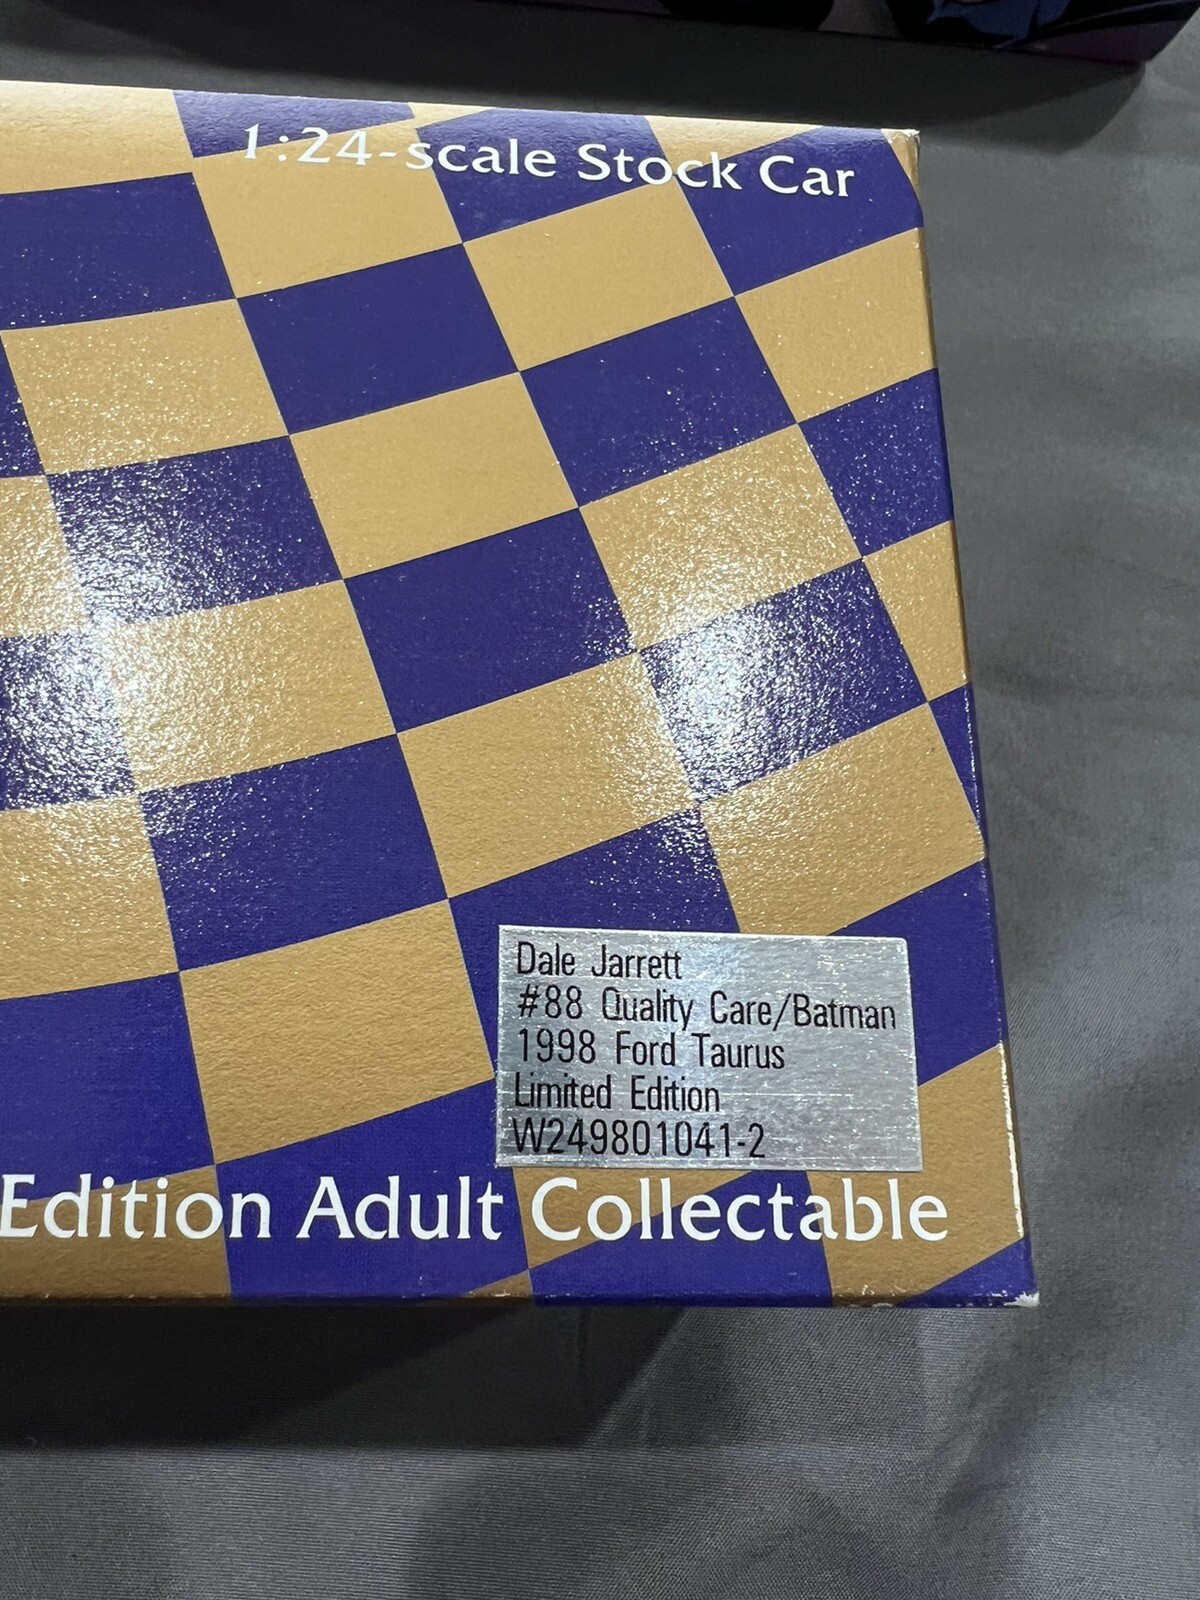 1:24-scale Stock Car
Dale Jarrett
#88 Quality Care/Batman
1998 Ford Taurus
Limited Edition
W249801041-2
Edition Adult Collectable